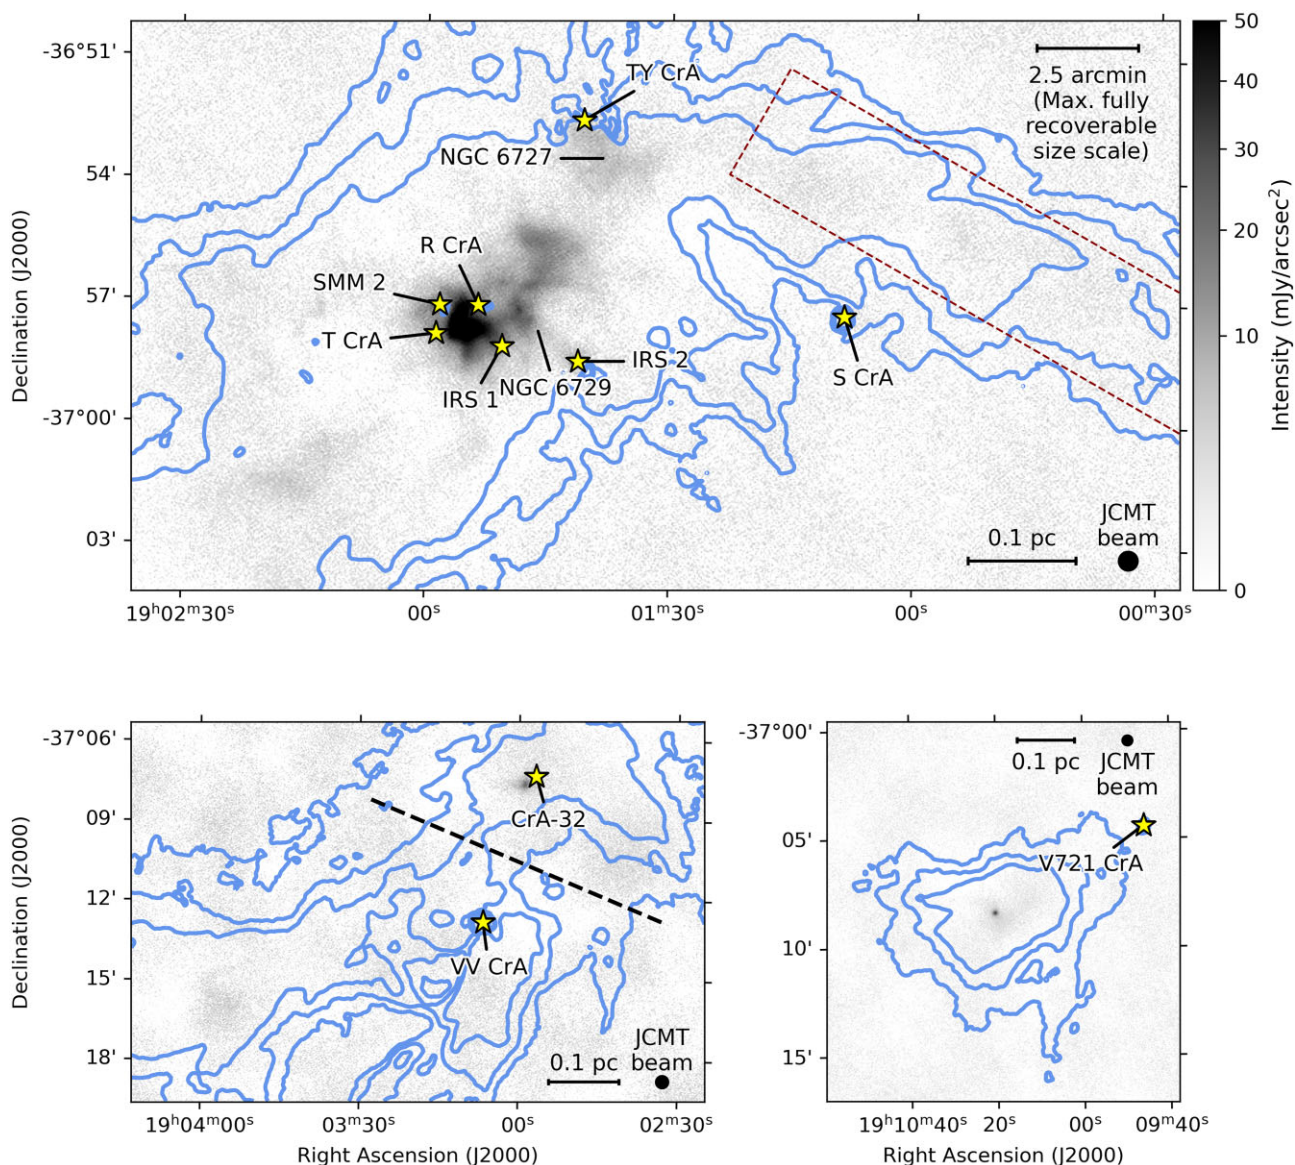 -36°51'
54'
57'
-37°00'
03'
Declination (J2000)
TY CrA
NGC 6727
R CrA
SMM 2
T CrA
IRS 1
NGC 6729
IRS 2
S CrA
2.5 arcmin
(Max. fully
recoverable
size scale)
0.1 pc
JCMT
beam
19ʰ02ᵐ30ˢ
00ˢ
01ᵐ30ˢ
00ˢ
00ᵐ30ˢ
50
40
30
20
10
0
Intensity (mJy/arcsec²)
-37°06'
09'
12'
15'
18'
Declination (J2000)
CrA-32
VV CrA
0.1 pc
JCMT
beam
19ʰ04ᵐ00ˢ
03ᵐ30ˢ
00ˢ
02ᵐ30ˢ
Right Ascension (J2000)
-37°00'
05'
10'
15'
0.1 pc
JCMT
beam
V721 CrA
19ʰ10ᵐ40ˢ
20ˢ
00ˢ
09ᵐ40ˢ
Right Ascension (J2000)